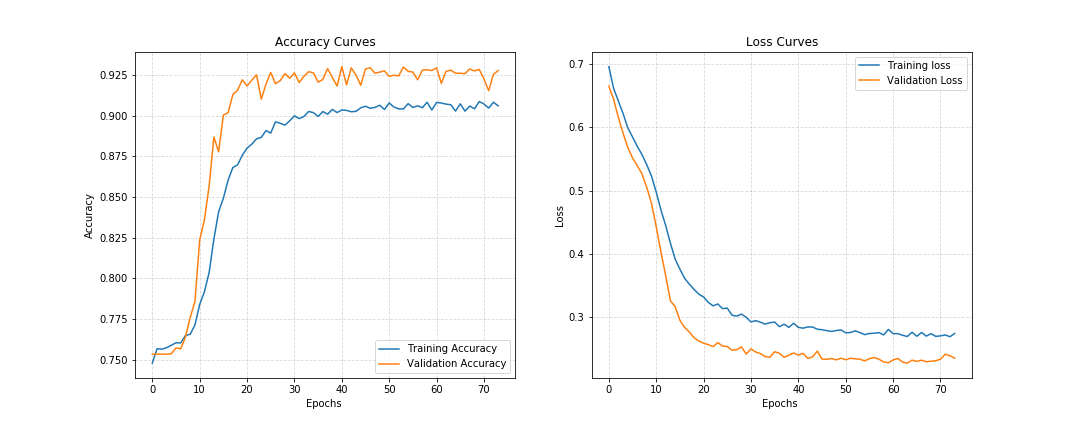 Accuracy Curves
Accuracy
0.925
0.900
0.875
0.850
0.825
0.800
0.775
0.750
Training Accuracy
Validation Accuracy
0 10 20 30 40 50 60 70
Epochs
Loss Curves
Loss
0.7
0.6
0.5
0.4
0.3
Training loss
Validation Loss
0 10 20 30 40 50 60 70
Epochs